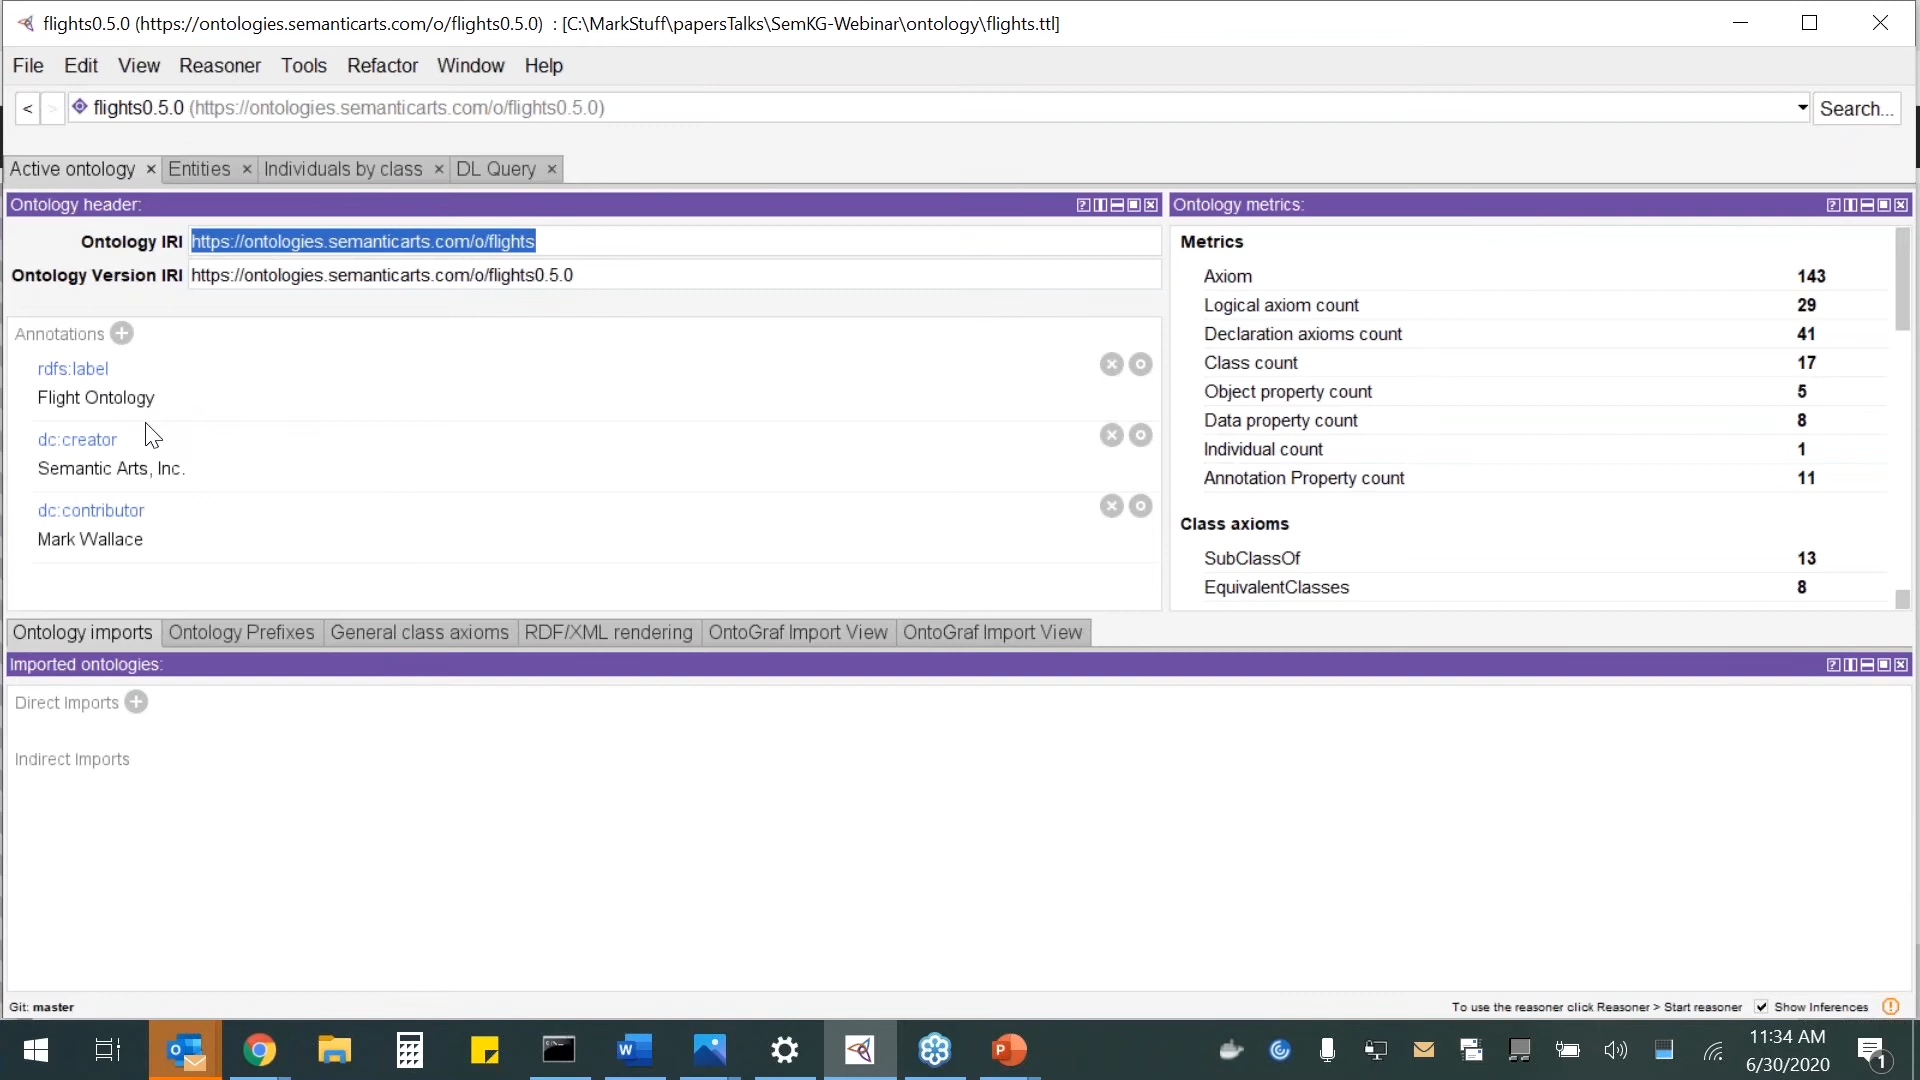 flights0.5.0 (https://ontologies.semanticarts.com/o/flights0.5.0) : [C:\MarkStuff\papersTalks\SemKG-Webinar\ontology\flights.ttl]
File Edit View Reasoner Tools Refactor Window Help
< > flights0.5.0 (https://ontologies.semanticarts.com/o/flights0.5.0) Search...
Active ontology × Entities × Individuals by class × DL Query ×
Ontology header:
Ontology IRI https://ontologies.semanticarts.com/o/flights
Ontology Version IRI https://ontologies.semanticarts.com/o/flights0.5.0
Annotations
rdfs:label
Flight Ontology
dc:creator
Semantic Arts, Inc.
dc:contributor
Mark Wallace
Ontology metrics:
Metrics
Axiom 143
Logical axiom count 29
Declaration axioms count 41
Class count 17
Object property count 5
Data property count 8
Individual count 1
Annotation Property count 11
Class axioms
SubClassOf 13
EquivalentClasses 8
Ontology imports Ontology Prefixes General class axioms RDF/XML rendering OntoGraf Import View OntoGraf Import View
Imported ontologies:
Direct Imports
Indirect Imports
Git: master
To use the reasoner click Reasoner > Start reasoner Show Inferences
11:34 AM
6/30/2020
1